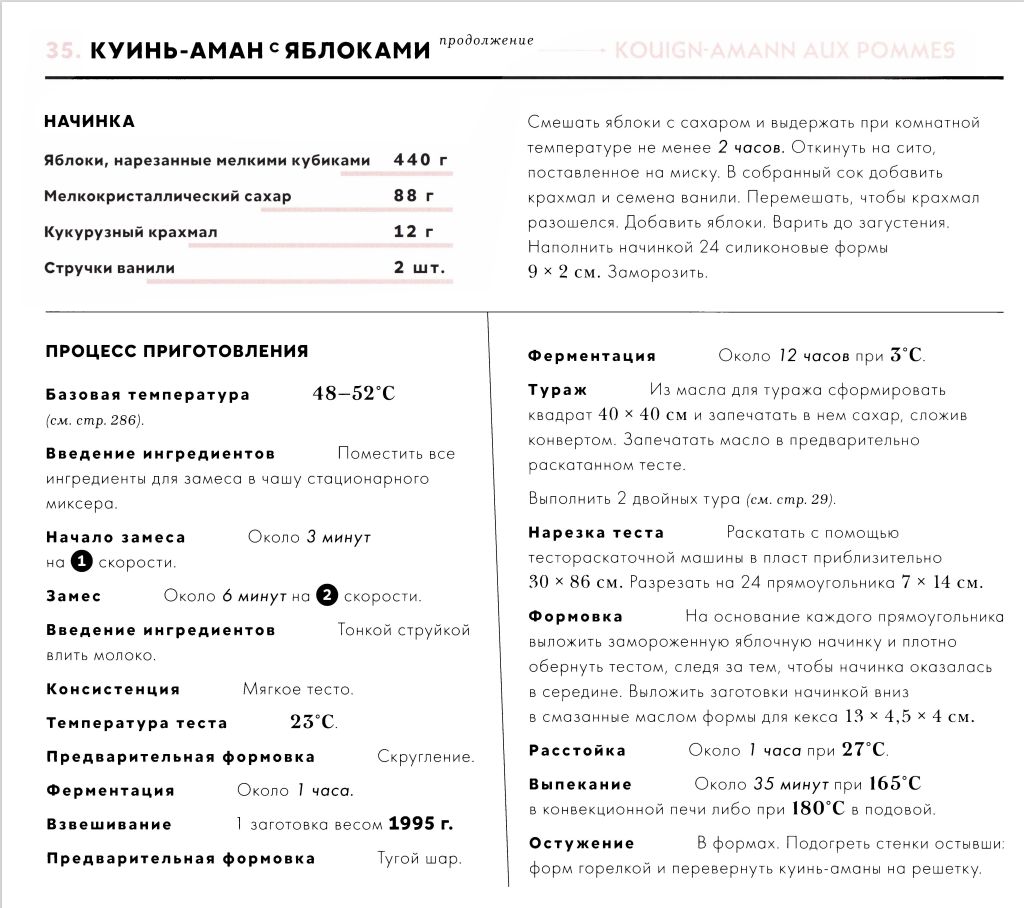 35. КУИНЬ-АМАН С ЯБЛОКАМИ продолжение KOUIGN-AMANN AUX POMMES
НАЧИНКА
Яблоки, нарезанные мелкими кубиками 440 г
Мелкокристаллический сахар 88 г
Кукурузный крахмал 12 г
Стручки ванили 2 шт.
Смешать яблоки с сахаром и выдержать при комнатной
температуре не менее 2 часов. Откинуть на сито,
поставленное на миску. В собранный сок добавить
крахмал и семена ванили. Перемешать, чтобы крахмал
разошелся. Добавить яблоки. Варить до загустения.
Наполнить начинкой 24 силиконовые формы
9 × 2 см. Заморозить.
ПРОЦЕСС ПРИГОТОВЛЕНИЯ
Базовая температура 48–52°C
(см. стр. 286).
Введение ингредиентов Поместить все
ингредиенты для замеса в чашу стационарного
миксера.
Начало замеса Около 3 минут
на 1 скорости.
Замес Около 6 минут на 2 скорости.
Введение ингредиентов Тонкой струйкой
влить молоко.
Консистенция Мягкое тесто.
Температура теста 23°C.
Предварительная формовка Скругление.
Ферментация Около 1 часа.
Взвешивание 1 заготовка весом 1995 г.
Предварительная формовка Тугой шар.
Ферментация Около 12 часов при 3°C.
Тураж Из масла для туража сформировать
квадрат 40 × 40 см и запечатать в нем сахар, сложив
конвертом. Запечатать масло в предварительно
раскатанном тесте.
Выполнить 2 двойных тура (см. стр. 29).
Нарезка теста Раскатать с помощью
тестораскаточной машины в пласт приблизительно
30 × 86 см. Разрезать на 24 прямоугольника 7 × 14 см.
Формовка На основание каждого прямоугольника
выложить замороженную яблочную начинку и плотно
обернуть тестом, следя за тем, чтобы начинка оказалась
в середине. Выложить заготовки начинкой вниз
в смазанные маслом формы для кекса 13 × 4,5 × 4 см.
Расстойка Около 1 часа при 27°C.
Выпекание Около 35 минут при 165°C
в конвекционной печи либо при 180°C в подовой.
Остужение В формах. Подогреть стенки остывши
форм горелкой и перевернуть куинь-аманы на решетку.